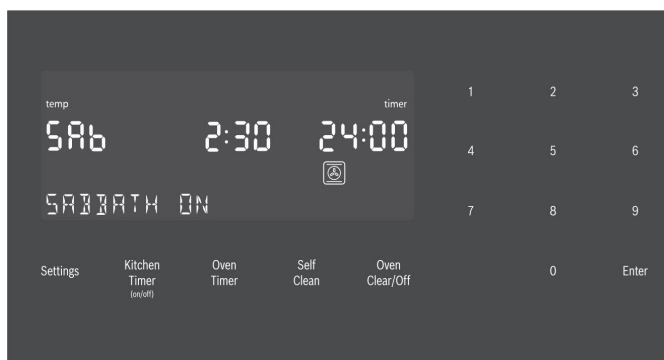 temp timer
SAb 2:30 24:00
SABBATH ON
Settings Kitchen Timer (on/off) Oven Timer Self Clean Oven Clear/Off
1 2 3
4 5 6
7 8 9
0 Enter